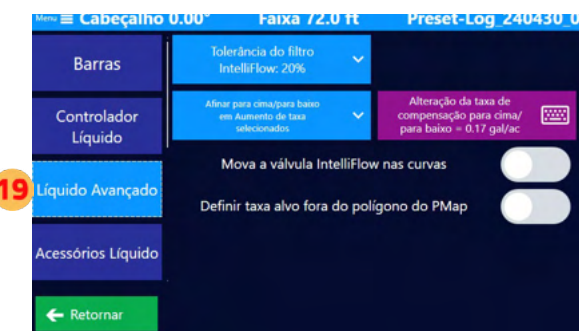 Menu ≡ Cabeçalho 0.00° Faixa 72.0 ft Preset-Log_240430_0
Barras
Tolerância do filtro
IntelliFlow: 20%
Controlador
Líquido
Afinar para cima/para baixo
em Aumento de taxa
selecionados
Alteração da taxa de
compensação para cima/
para baixo = 0.17 gal/ac
Mova a válvula IntelliFlow nas curvas
19 Líquido Avançado
Definir taxa alvo fora do polígono do PMap
Acessórios Líquido
← Retornar